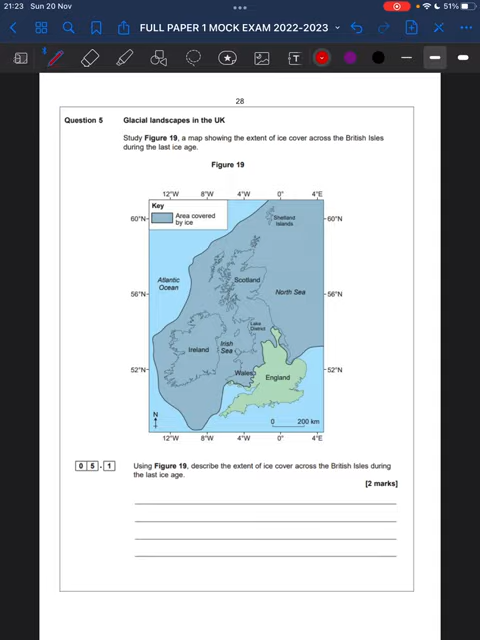 21:23 Sun 20 Nov
51%
FULL PAPER 1 MOCK EXAM 2022-2023
28
Question 5 Glacial landscapes in the UK
Study Figure 19, a map showing the extent of ice cover across the British Isles
during the last ice age.
Figure 19
12°W 8°W 4°W 0° 4°E
Key
Area covered
by ice
60°N 60°N
Shetland
Islands
Atlantic
Ocean
Scotland
56°N North Sea 56°N
Lake
District
Ireland
Irish
Sea
52°N 52°N
Wales
England
N
0 200 km
12°W 8°W 4°W 0° 4°E
0 5 . 1 Using Figure 19, describe the extent of ice cover across the British Isles during
the last ice age.
[2 marks]